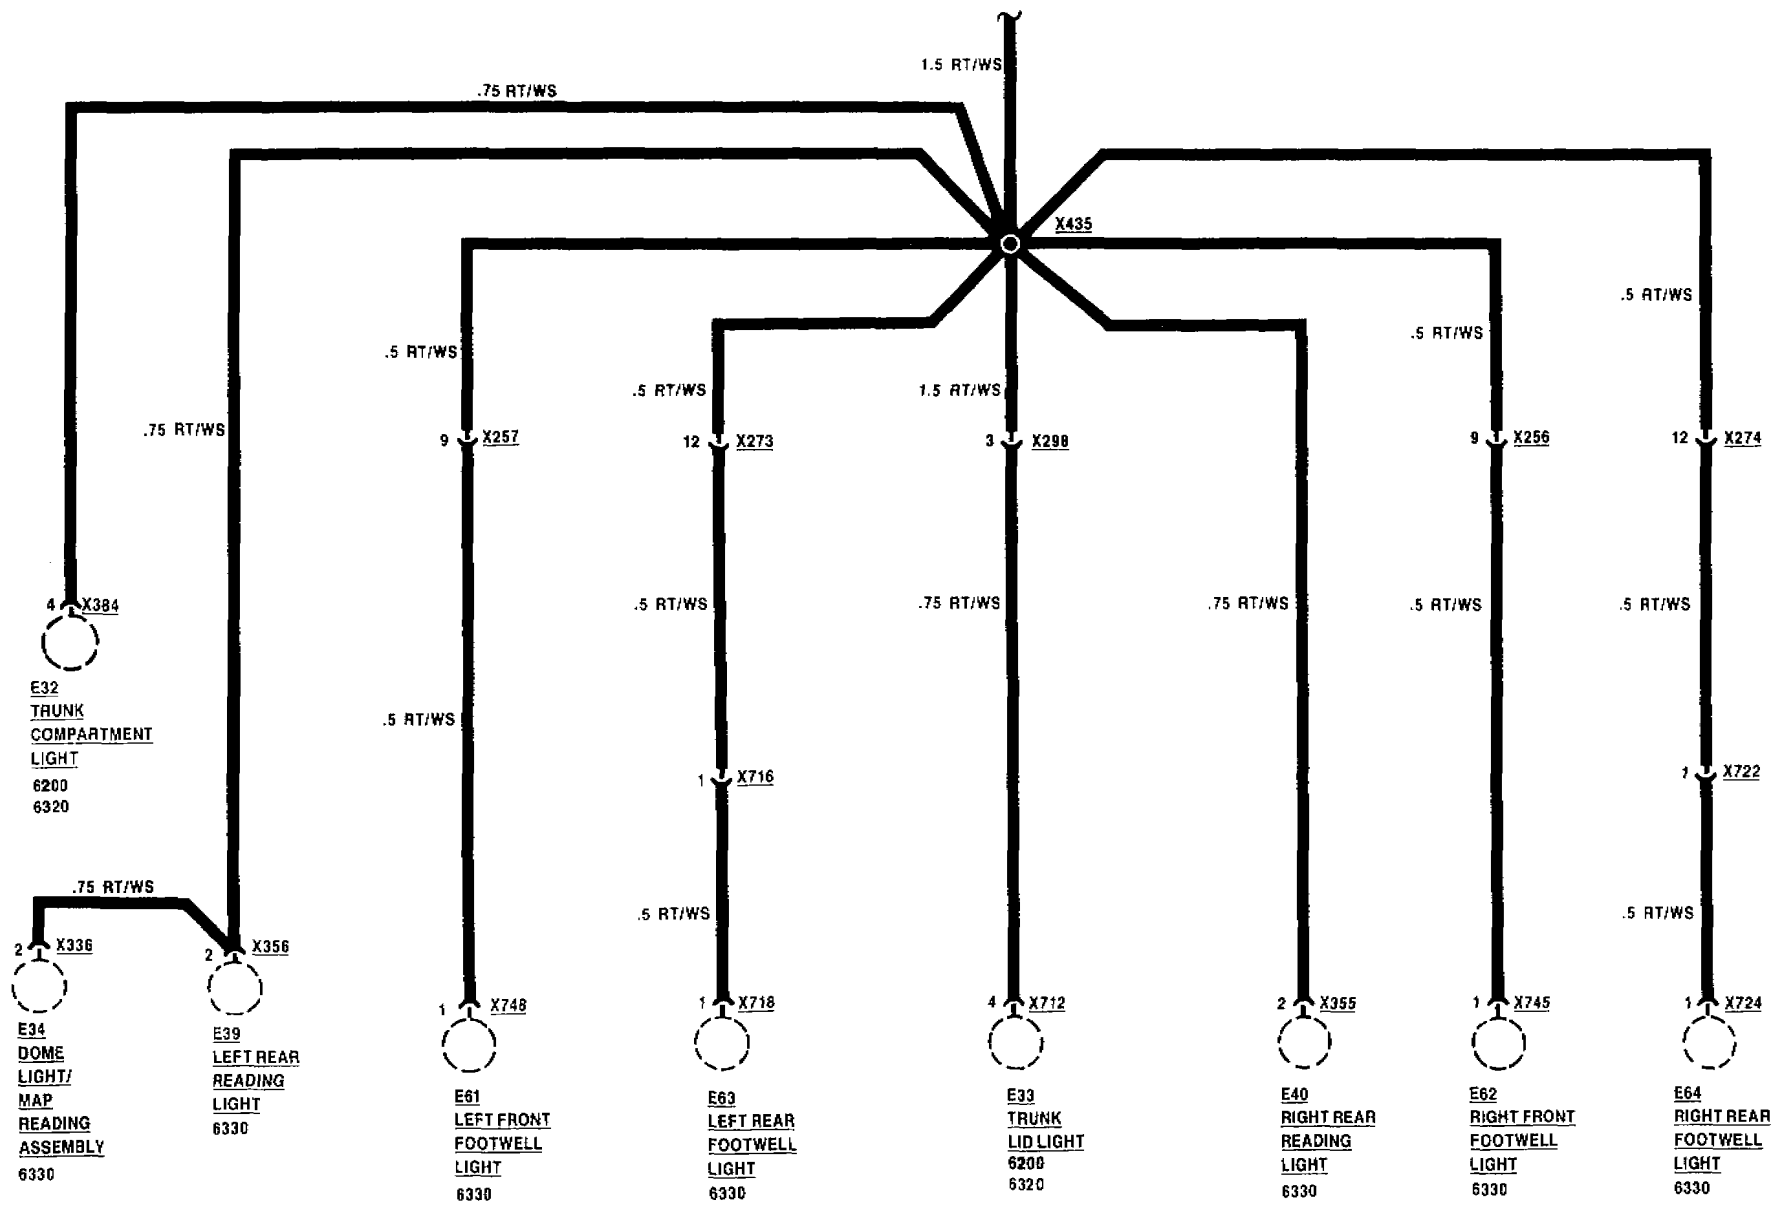 1.5 RT/WS
.75 RT/WS
X435
.5 RT/WS
.5 RT/WS
.5 RT/WS
.5 RT/WS
1.5 RT/WS
.75 RT/WS
9 X257
12 X273
3 X298
9 X256
12 X274
4 X384
.5 RT/WS
.75 RT/WS
.75 RT/WS
.5 RT/WS
.5 RT/WS
E32
TRUNK
COMPARTMENT
LIGHT
6200
6320
.5 RT/WS
1 X716
1 X722
.75 RT/WS
.5 RT/WS
.5 RT/WS
2 X336
2 X356
1 X748
1 X718
4 X712
2 X355
1 X745
1 X724
E34
DOME
LIGHT/
MAP
READING
ASSEMBLY
6330
E39
LEFT REAR
READING
LIGHT
6330
E61
LEFT FRONT
FOOTWELL
LIGHT
6330
E63
LEFT REAR
FOOTWELL
LIGHT
6330
E33
TRUNK
LID LIGHT
6200
6320
E40
RIGHT REAR
READING
LIGHT
6330
E62
RIGHT FRONT
FOOTWELL
LIGHT
6330
E64
RIGHT REAR
FOOTWELL
LIGHT
6330